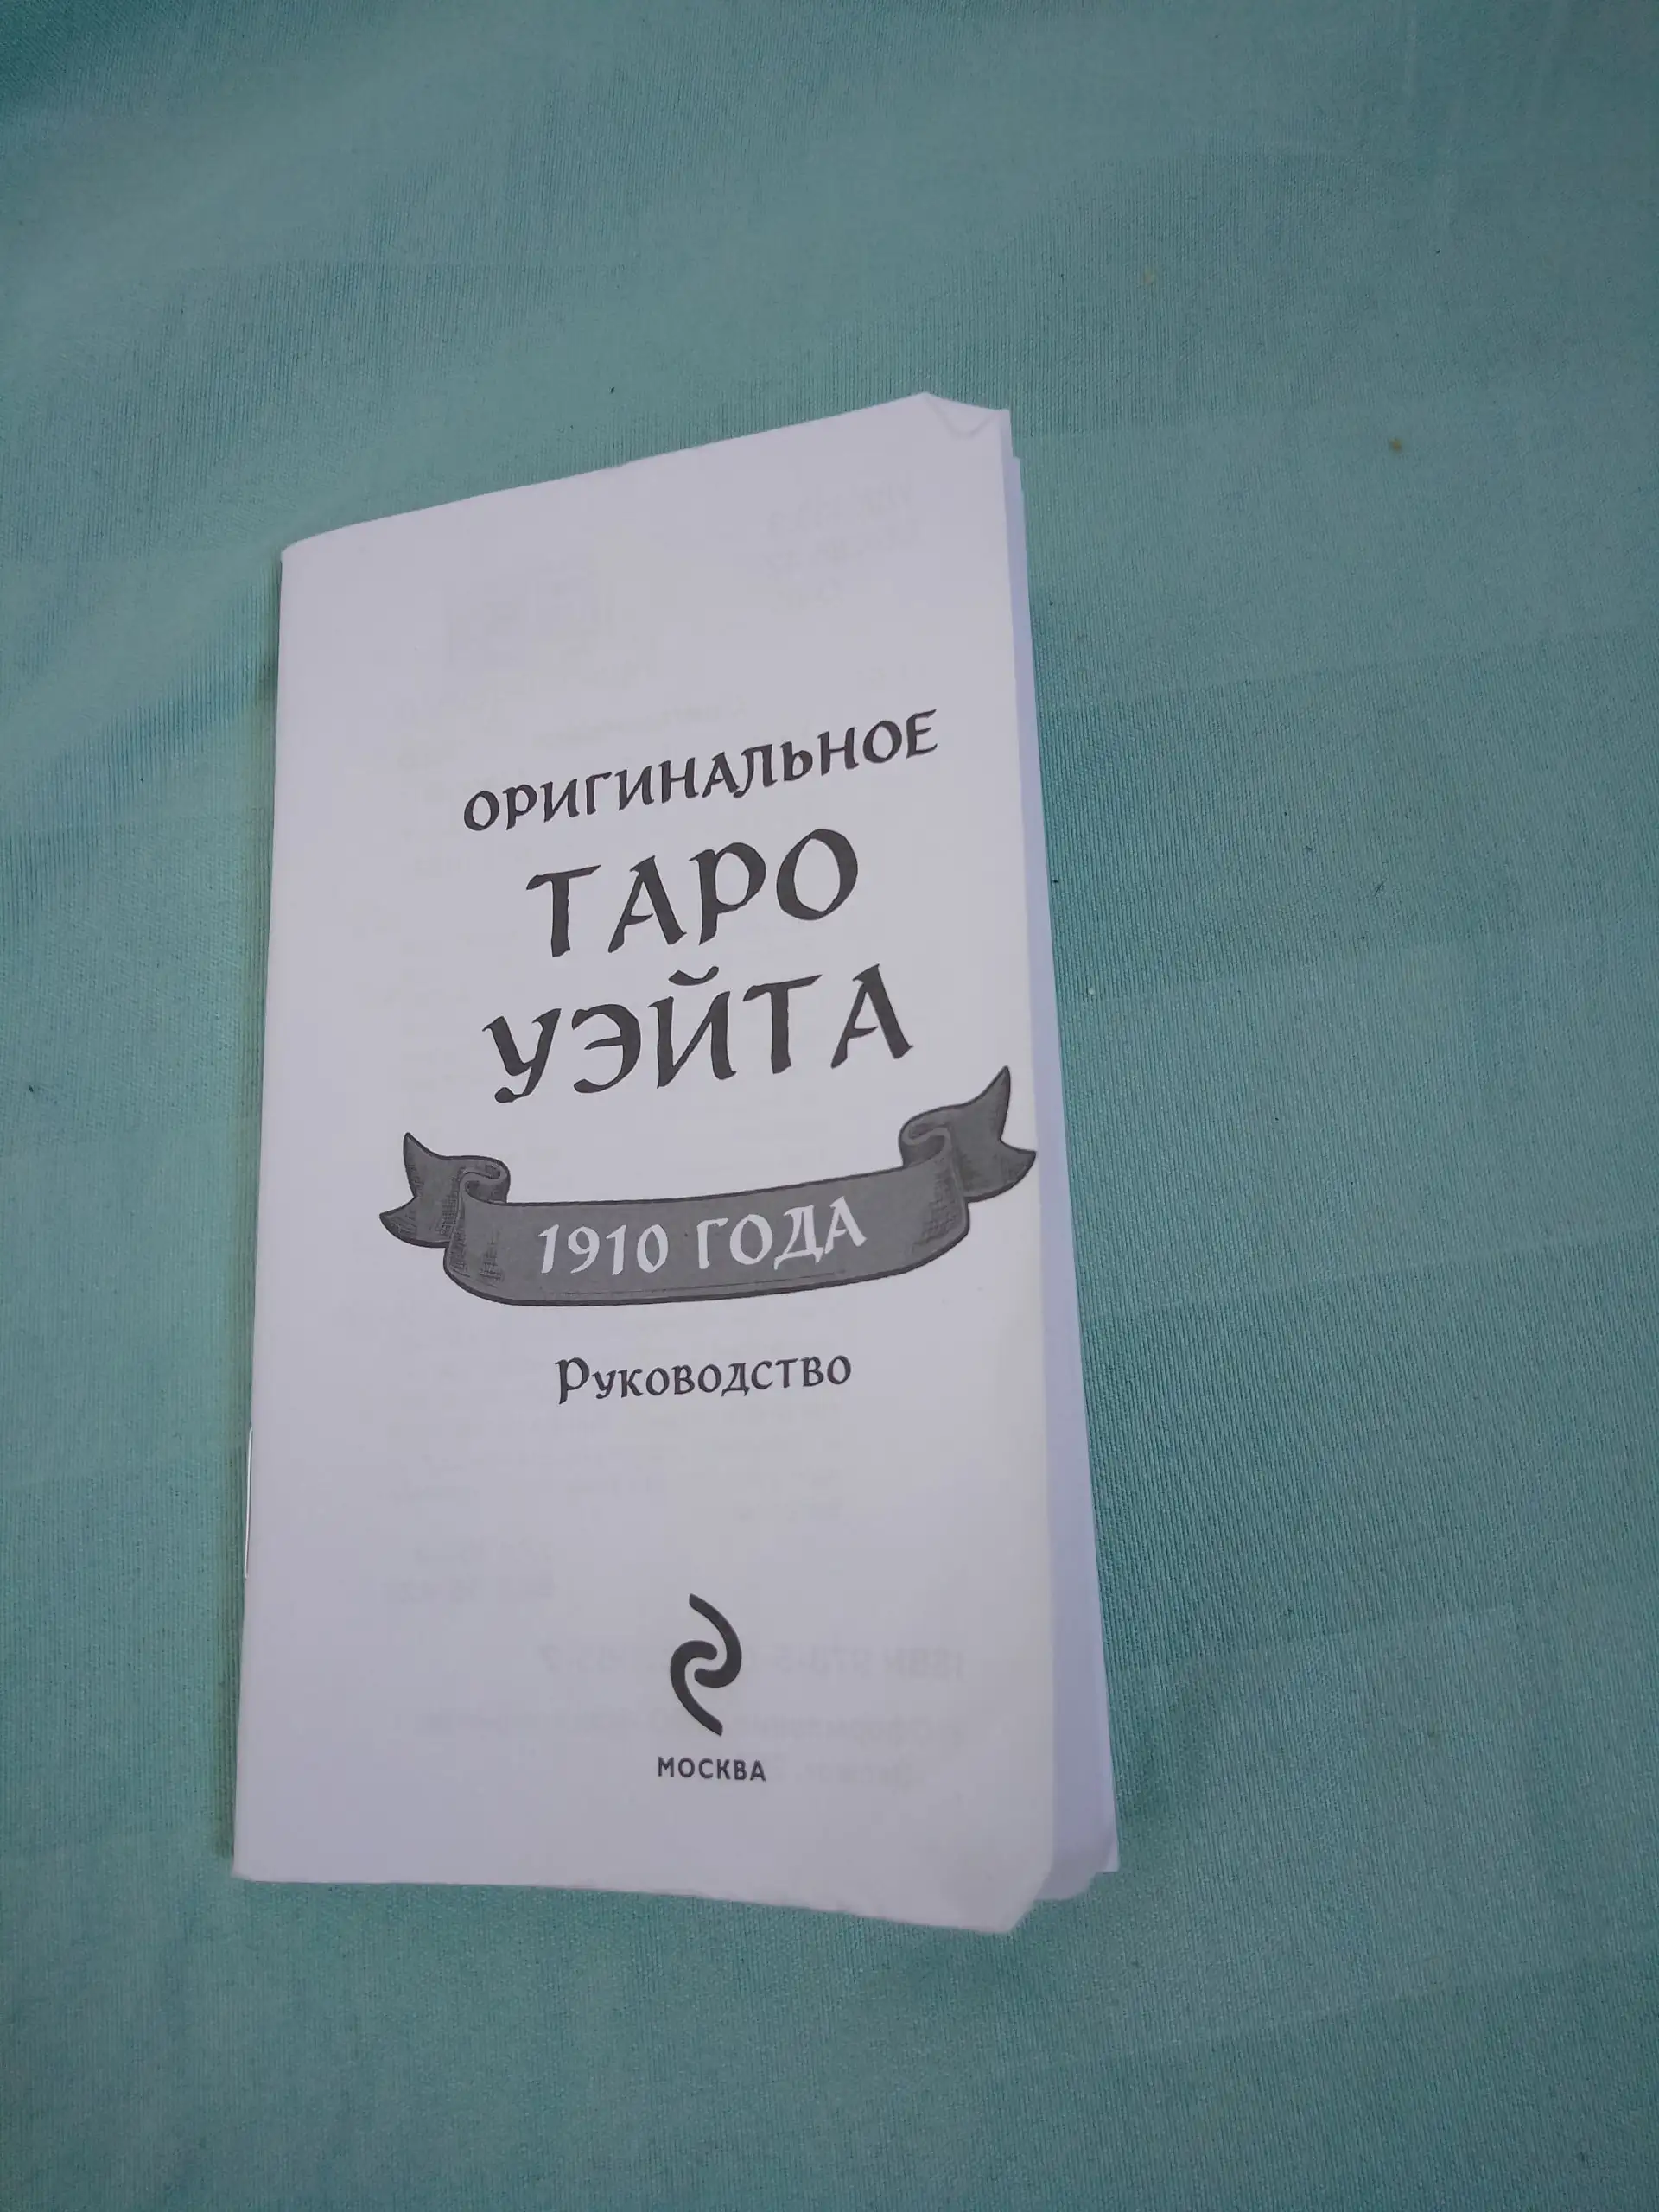 ОРИГИНАЛЬНОЕ
ТАРО
УЭЙТА
1910 ГОДА
Руководство
МОСКВА